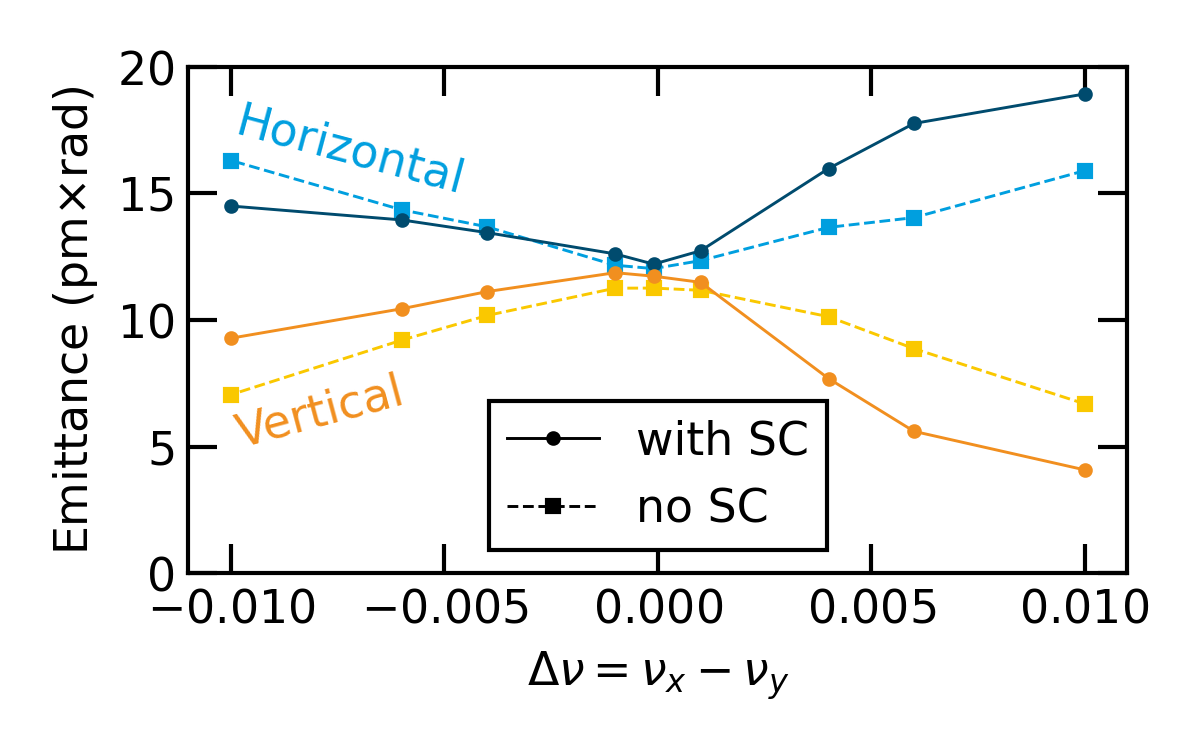 20
15
10
5
0
Emittance (pm×rad)
Horizontal
Vertical
with SC
no SC
−0.010 −0.005 0.000 0.005 0.010
Δν = νₓ − νᵧ